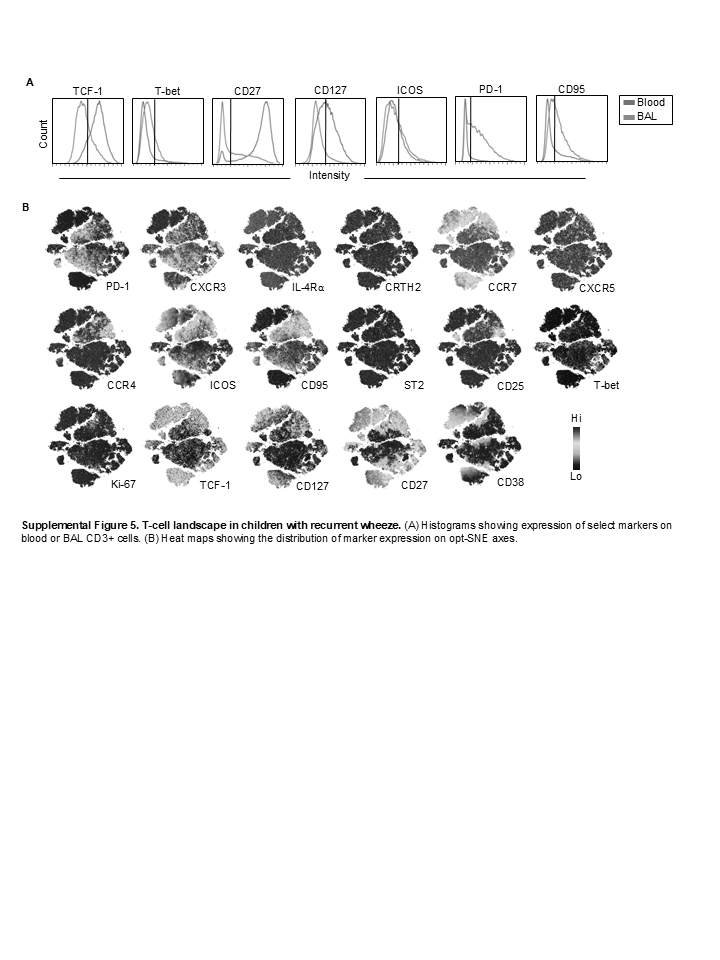 A
TCF-1 T-bet CD27 CD127 ICOS PD-1 CD95
Blood
BAL
Count
Intensity
B
PD-1 CXCR3 IL-4Rα CRTH2 CCR7 CXCR5
CCR4 ICOS CD95 ST2 CD25 T-bet
Ki-67 TCF-1 CD127 CD27 CD38
Hi
Lo
Supplemental Figure 5. T-cell landscape in children with recurrent wheeze. (A) Histograms showing expression of select markers on
blood or BAL CD3+ cells. (B) Heat maps showing the distribution of marker expression on opt-SNE axes.